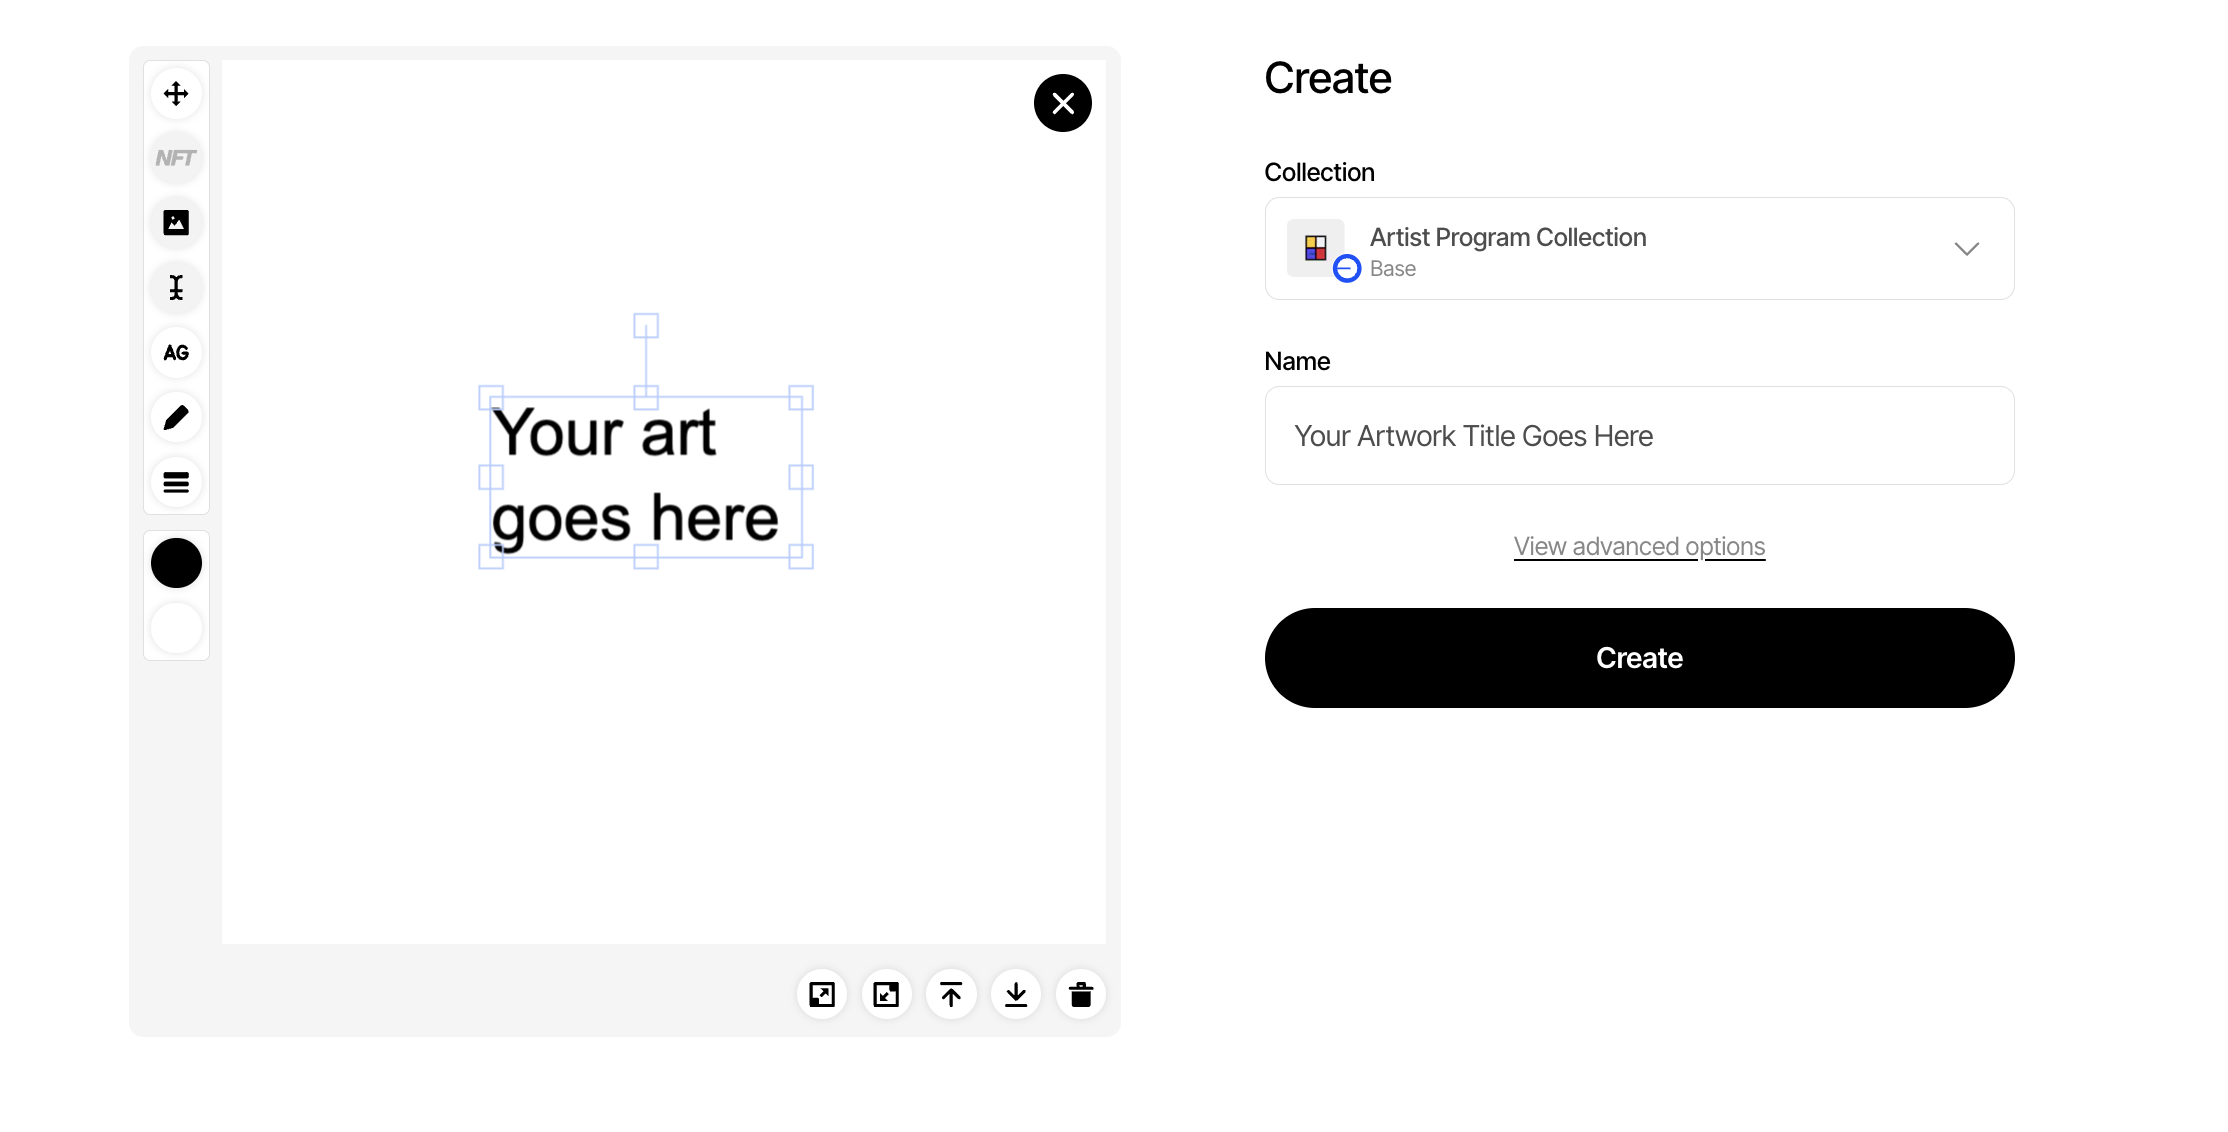 NFT
AG
Your art
goes here
Create
Collection
Artist Program Collection
Base
Name
Your Artwork Title Goes Here
View advanced options
Create